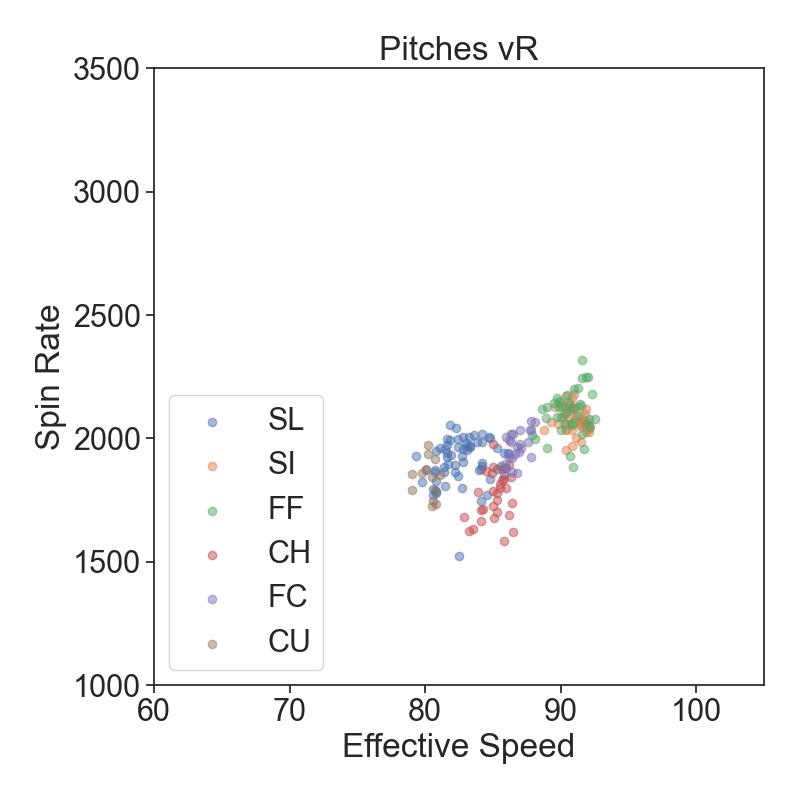 Pitches vR
3500
3000
2500
2000
1500
1000
Spin Rate
SL
SI
FF
CH
FC
CU
60 70 80 90 100
Effective Speed